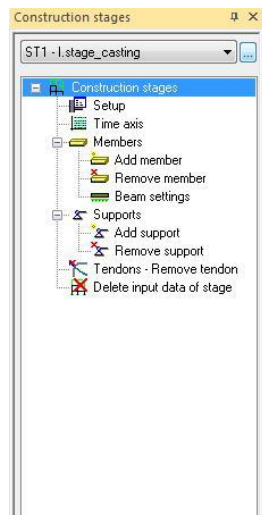 Construction stages
ST1 - I.stage_casting
...
Construction stages
Setup
Time axis
Members
Add member
Remove member
Beam settings
Supports
Add support
Remove support
Tendons - Remove tendon
Delete input data of stage